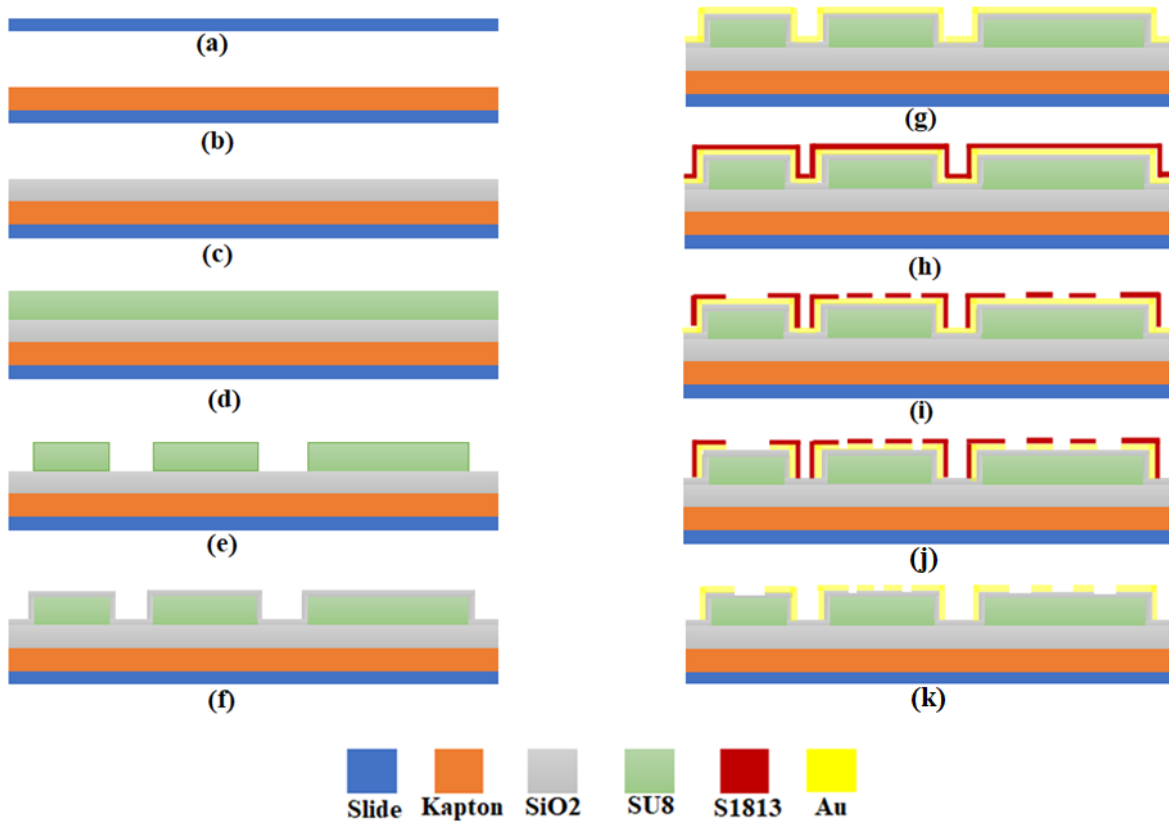 (a)
(b)
(c)
(d)
(e)
(f)
(g)
(h)
(i)
(j)
(k)
Slide Kapton SiO2 SU8 S1813 Au